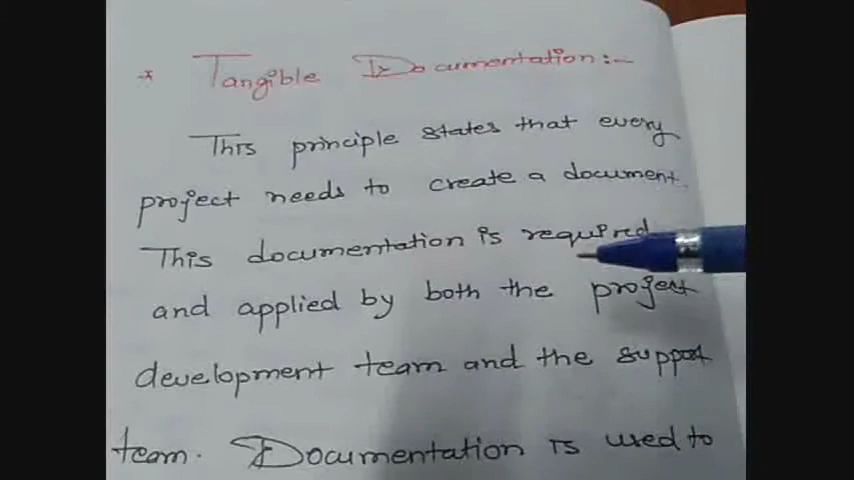 * Tangible Documentation:-
This principle states that every
project needs to create a document.
This documentation is required
and applied by both the project
development team and the support
team. Documentation is used to